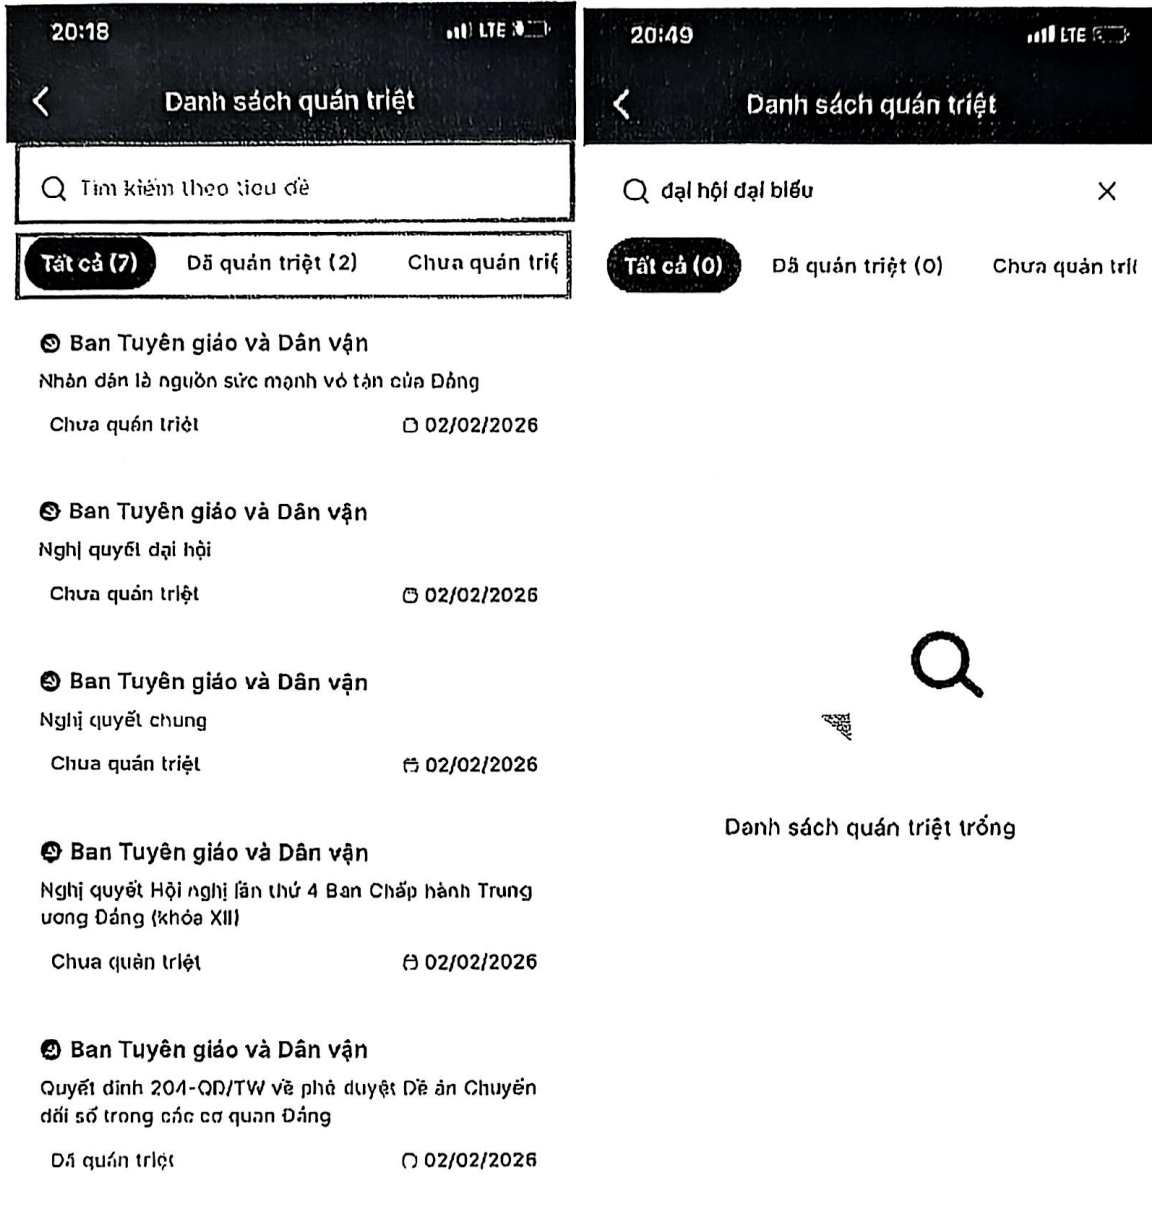 20:18
LTE
Danh sách quán triệt
Tìm kiếm theo tiêu đề
Tất cả (7) Đã quán triệt (2) Chưa quán triệ
Ban Tuyên giáo và Dân vận
Nhân dân là nguồn sức mạnh vô tận của Đảng
Chưa quán triệt 02/02/2026
Ban Tuyên giáo và Dân vận
Nghị quyết đại hội
Chưa quán triệt 02/02/2026
Ban Tuyên giáo và Dân vận
Nghị quyết chung
Chưa quán triệt 02/02/2026
Ban Tuyên giáo và Dân vận
Nghị quyết Hội nghị lần thứ 4 Ban Chấp hành Trung
ương Đảng (khóa XII)
Chưa quán triệt 02/02/2026
Ban Tuyên giáo và Dân vận
Quyết định 204-QĐ/TW về phê duyệt Đề án Chuyển
đổi số trong các cơ quan Đảng
Đã quán triệt 02/02/2026
20:49
LTE
Danh sách quán triệt
đại hội đại biểu
Tất cả (0) Đã quán triệt (0) Chưa quán triệ
Danh sách quán triệt trống